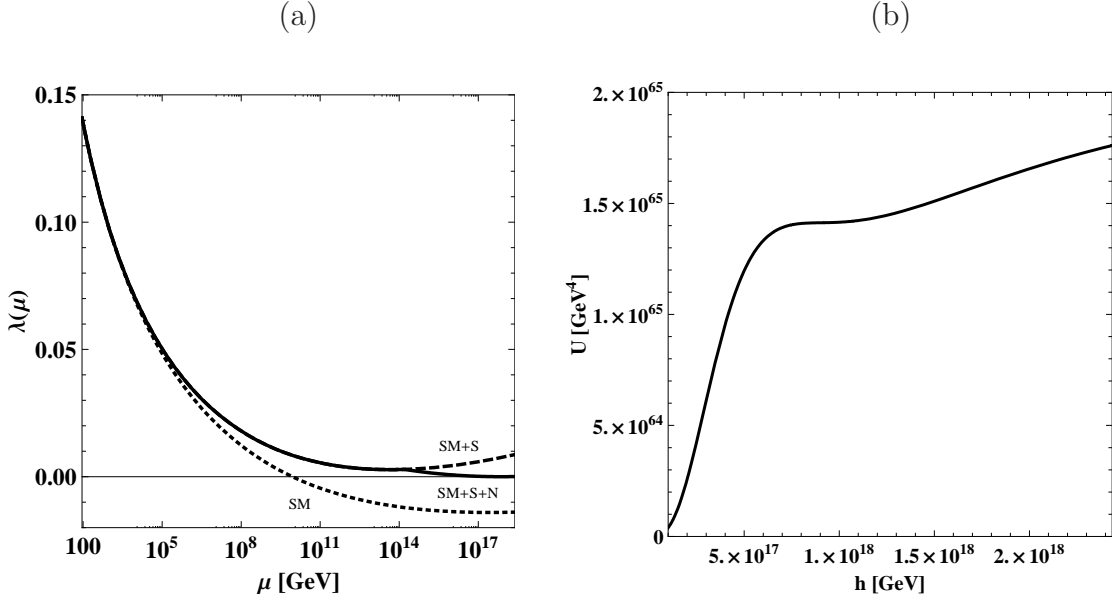 (a)
(b)
0.15
0.10
0.05
0.00
λ(μ)
SM+S
SM+S+N
SM
100
10^5
10^8
10^11
10^14
10^17
μ [GeV]
2.×10^65
1.5×10^65
1.×10^65
5.×10^64
0
U [GeV^4]
5.×10^17
1.×10^18
1.5×10^18
2.×10^18
h [GeV]